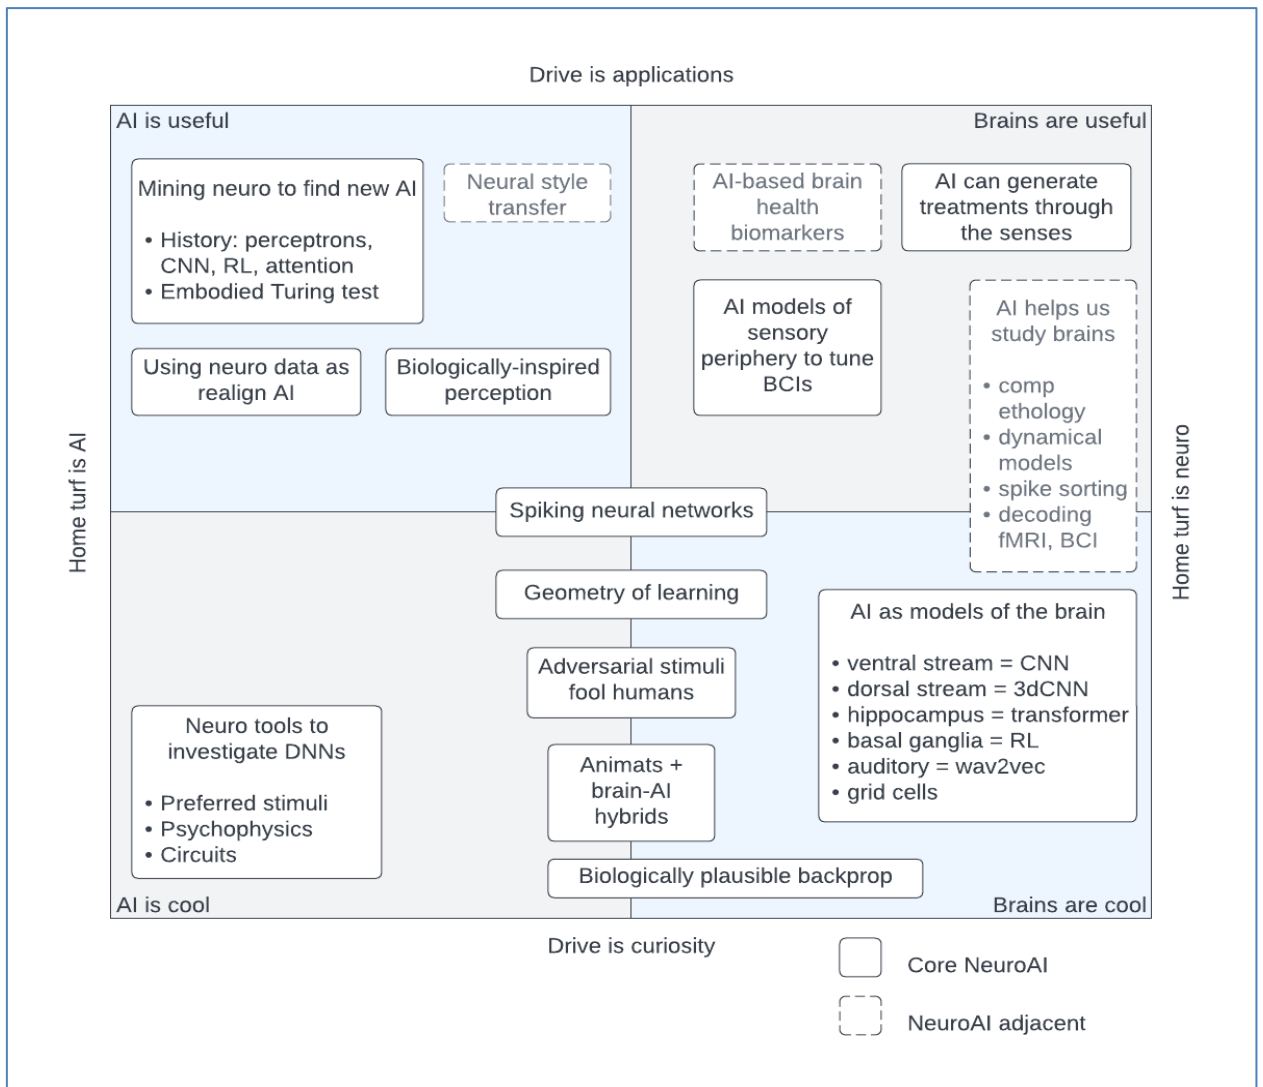 Drive is applications
AI is useful
Brains are useful
Mining neuro to find new AI
• History: perceptrons,
CNN, RL, attention
• Embodied Turing test
Neural style
transfer
AI-based brain
health
biomarkers
AI can generate
treatments through
the senses
Using neuro data as
realign AI
Biologically-inspired
perception
AI models of
sensory
periphery to tune
BCIs
AI helps us
study brains
• comp
ethology
• dynamical
models
• spike sorting
• decoding
fMRI, BCI
Home turf is AI
Home turf is neuro
Spiking neural networks
Geometry of learning
Adversarial stimuli
fool humans
Animats +
brain-AI
hybrids
Biologically plausible backprop
Neuro tools to
investigate DNNs
• Preferred stimuli
• Psychophysics
• Circuits
AI as models of the brain
• ventral stream = CNN
• dorsal stream = 3dCNN
• hippocampus = transformer
• basal ganglia = RL
• auditory = wav2vec
• grid cells
AI is cool
Brains are cool
Drive is curiosity
Core NeuroAI
NeuroAI adjacent